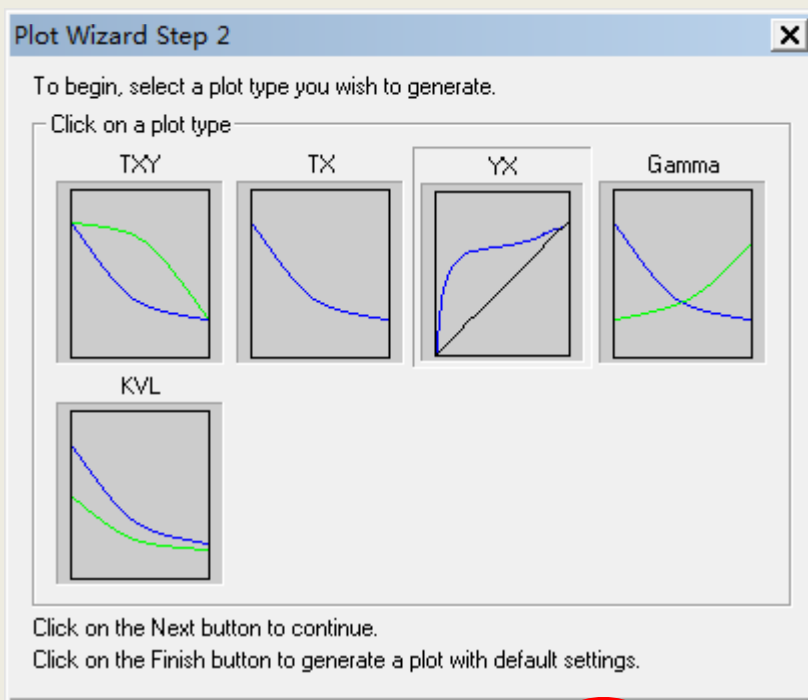 Plot Wizard Step 2
To begin, select a plot type you wish to generate.
Click on a plot type
TXY TX YX Gamma
KVL
Click on the Next button to continue.
Click on the Finish button to generate a plot with default settings.